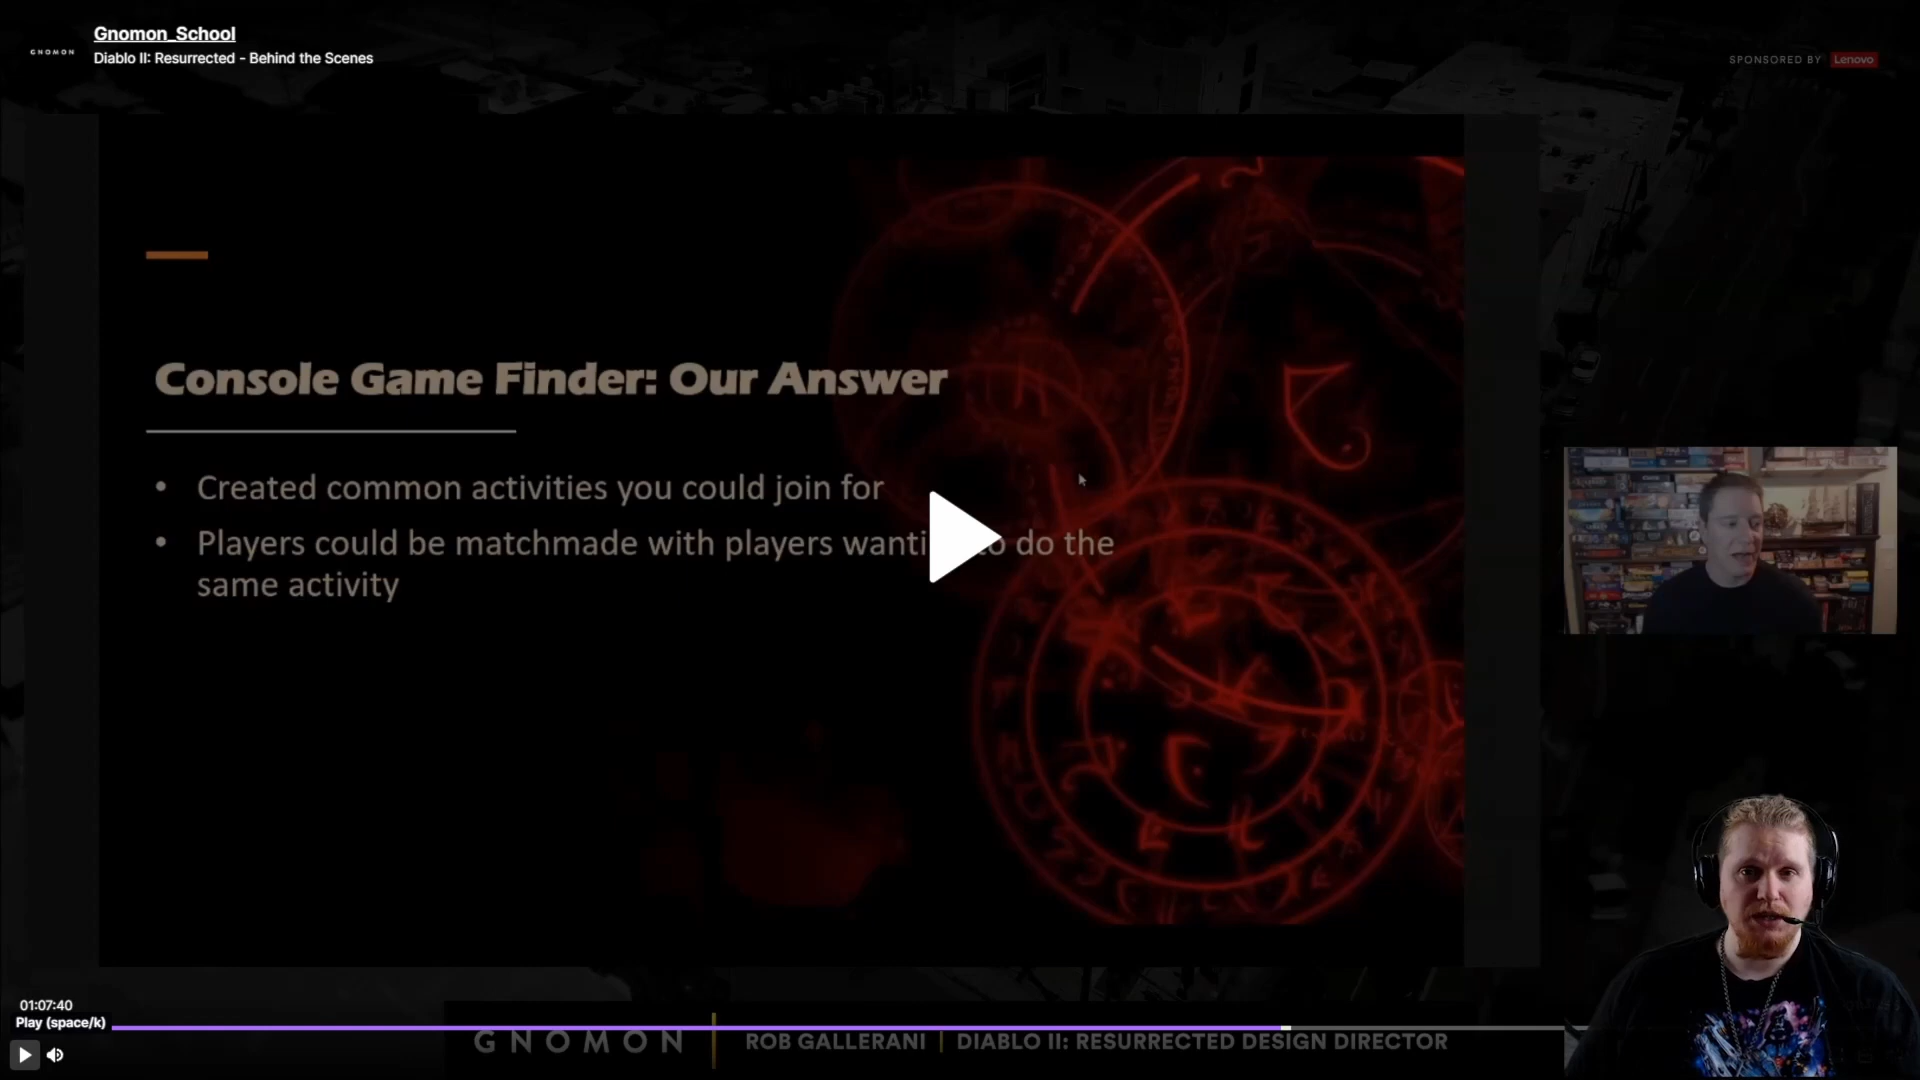 GNOMON
Gnomon_School
Diablo II: Resurrected - Behind the Scenes
SPONSORED BY Lenovo
Console Game Finder: Our Answer
• Created common activities you could join for
• Players could be matchmade with players wanti to do the
same activity
01:07:40
Play (space/k)
GNOMON
ROB GALLERANI | DIABLO II: RESURRECTED DESIGN DIRECTOR